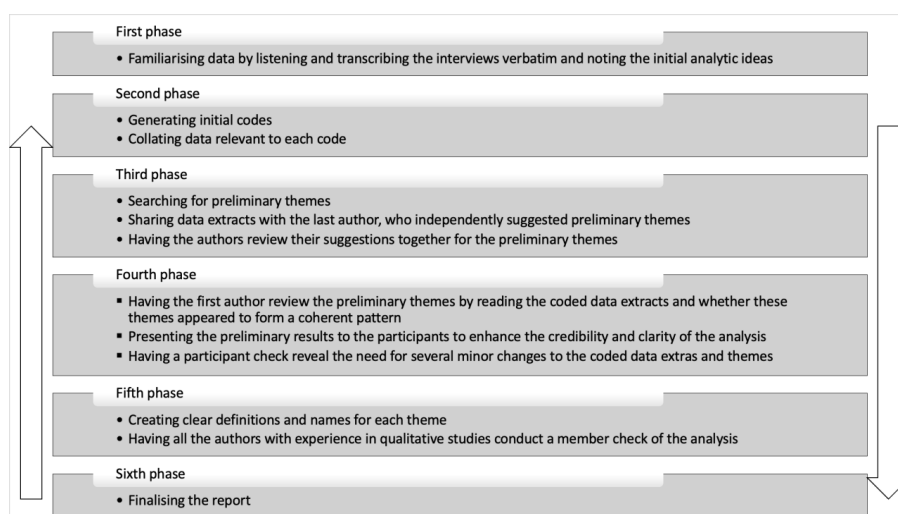 First phase
• Familiarising data by listening and transcribing the interviews verbatim and noting the initial analytic ideas
Second phase
• Generating initial codes
• Collating data relevant to each code
Third phase
• Searching for preliminary themes
• Sharing data extracts with the last author, who independently suggested preliminary themes
• Having the authors review their suggestions together for the preliminary themes
Fourth phase
▪ Having the first author review the preliminary themes by reading the coded data extracts and whether these
themes appeared to form a coherent pattern
▪ Presenting the preliminary results to the participants to enhance the credibility and clarity of the analysis
▪ Having a participant check reveal the need for several minor changes to the coded data extras and themes
Fifth phase
• Creating clear definitions and names for each theme
• Having all the authors with experience in qualitative studies conduct a member check of the analysis
Sixth phase
• Finalising the report